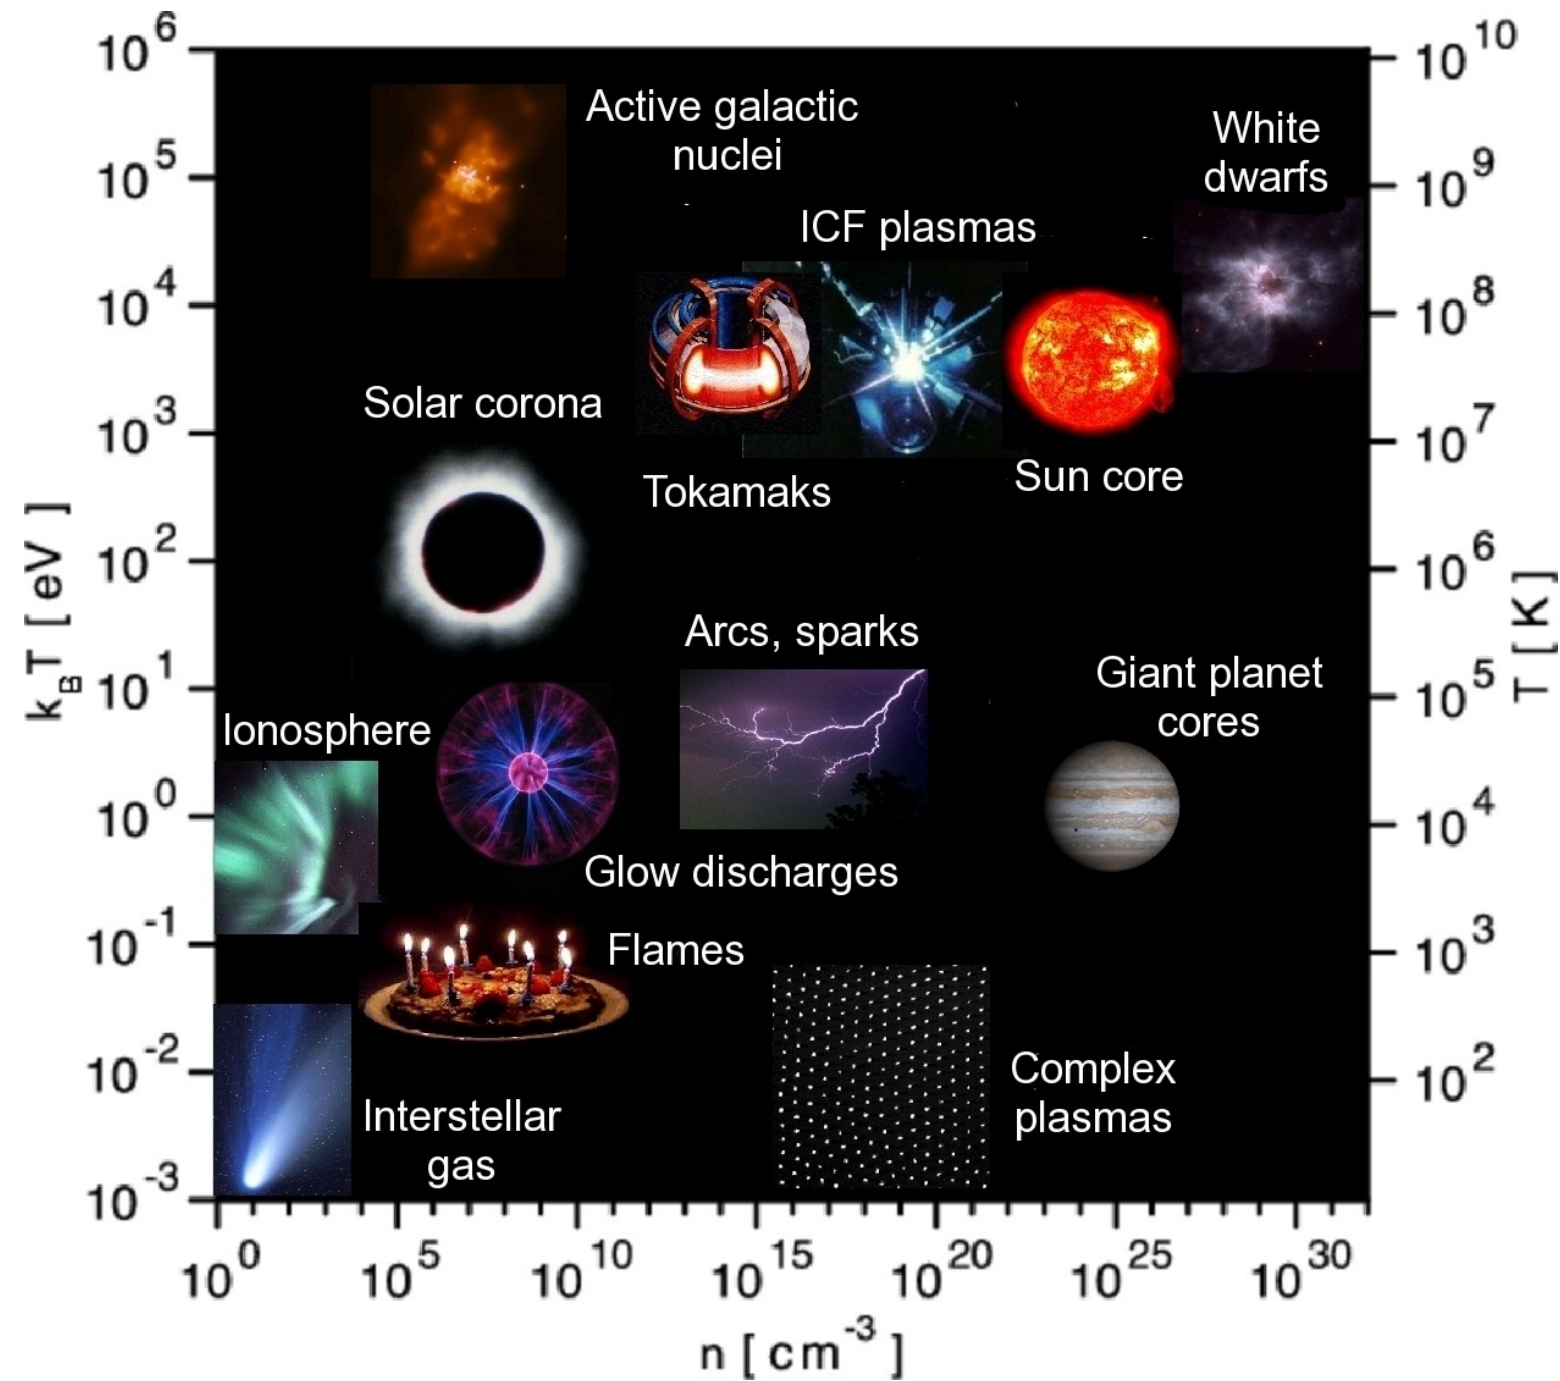 10^6
10^10
Active galactic
nuclei
White
dwarfs
10^5
10^9
ICF plasmas
10^4
10^8
Solar corona
10^3
10^7
Tokamaks
Sun core
10^2
10^6
k_B T [ eV ]
T [ K ]
Arcs, sparks
10^1
10^5
Giant planet
cores
Ionosphere
10^0
10^4
Glow discharges
10^-1
10^3
Flames
10^-2
10^2
Complex
plasmas
Interstellar
gas
10^-3
10^0 10^5 10^10 10^15 10^20 10^25 10^30
n [ cm^-3 ]